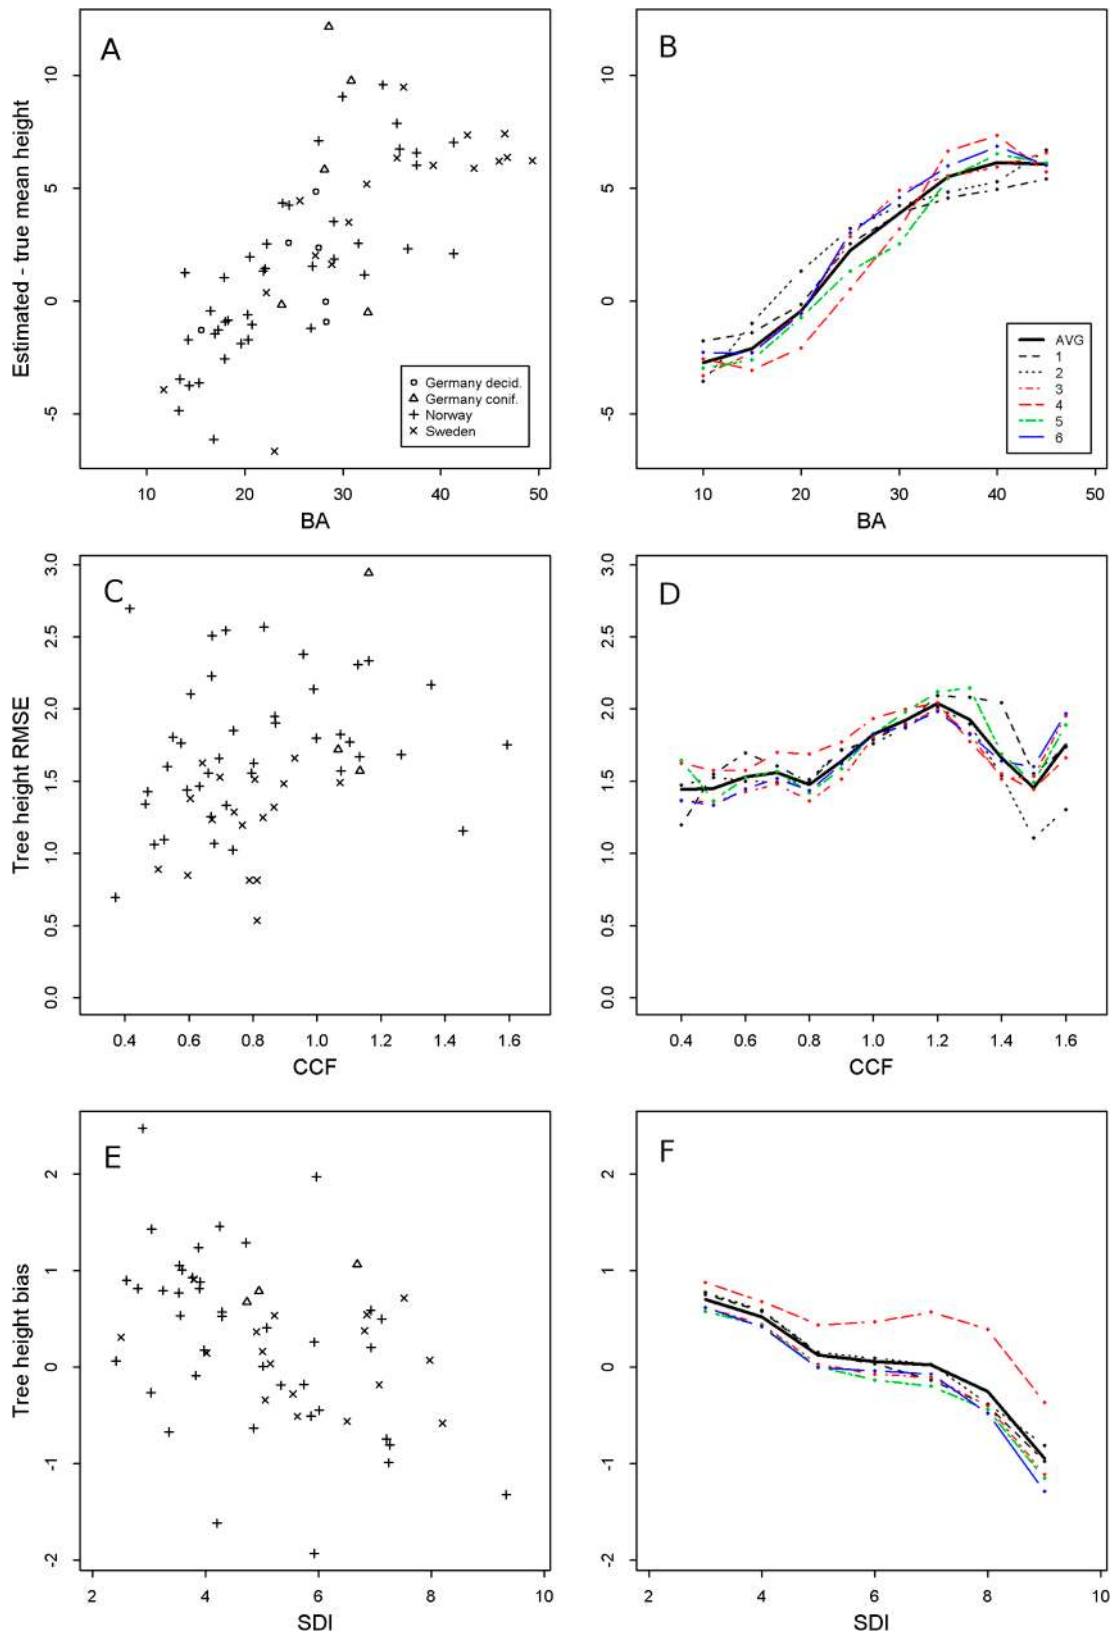 A
Estimated - true mean height
10
5
0
-5
Germany decid.
Germany conif.
Norway
Sweden
10 20 30 40 50
BA
B
10
5
0
-5
AVG
1
2
3
4
5
6
10 20 30 40 50
BA
C
Tree height RMSE
3.0
2.5
2.0
1.5
1.0
0.5
0.0
0.4 0.6 0.8 1.0 1.2 1.4 1.6
CCF
D
3.0
2.5
2.0
1.5
1.0
0.5
0.0
0.4 0.6 0.8 1.0 1.2 1.4 1.6
CCF
E
Tree height bias
2
1
0
-1
-2
2 4 6 8 10
SDI
F
2
1
0
-1
-2
2 4 6 8 10
SDI